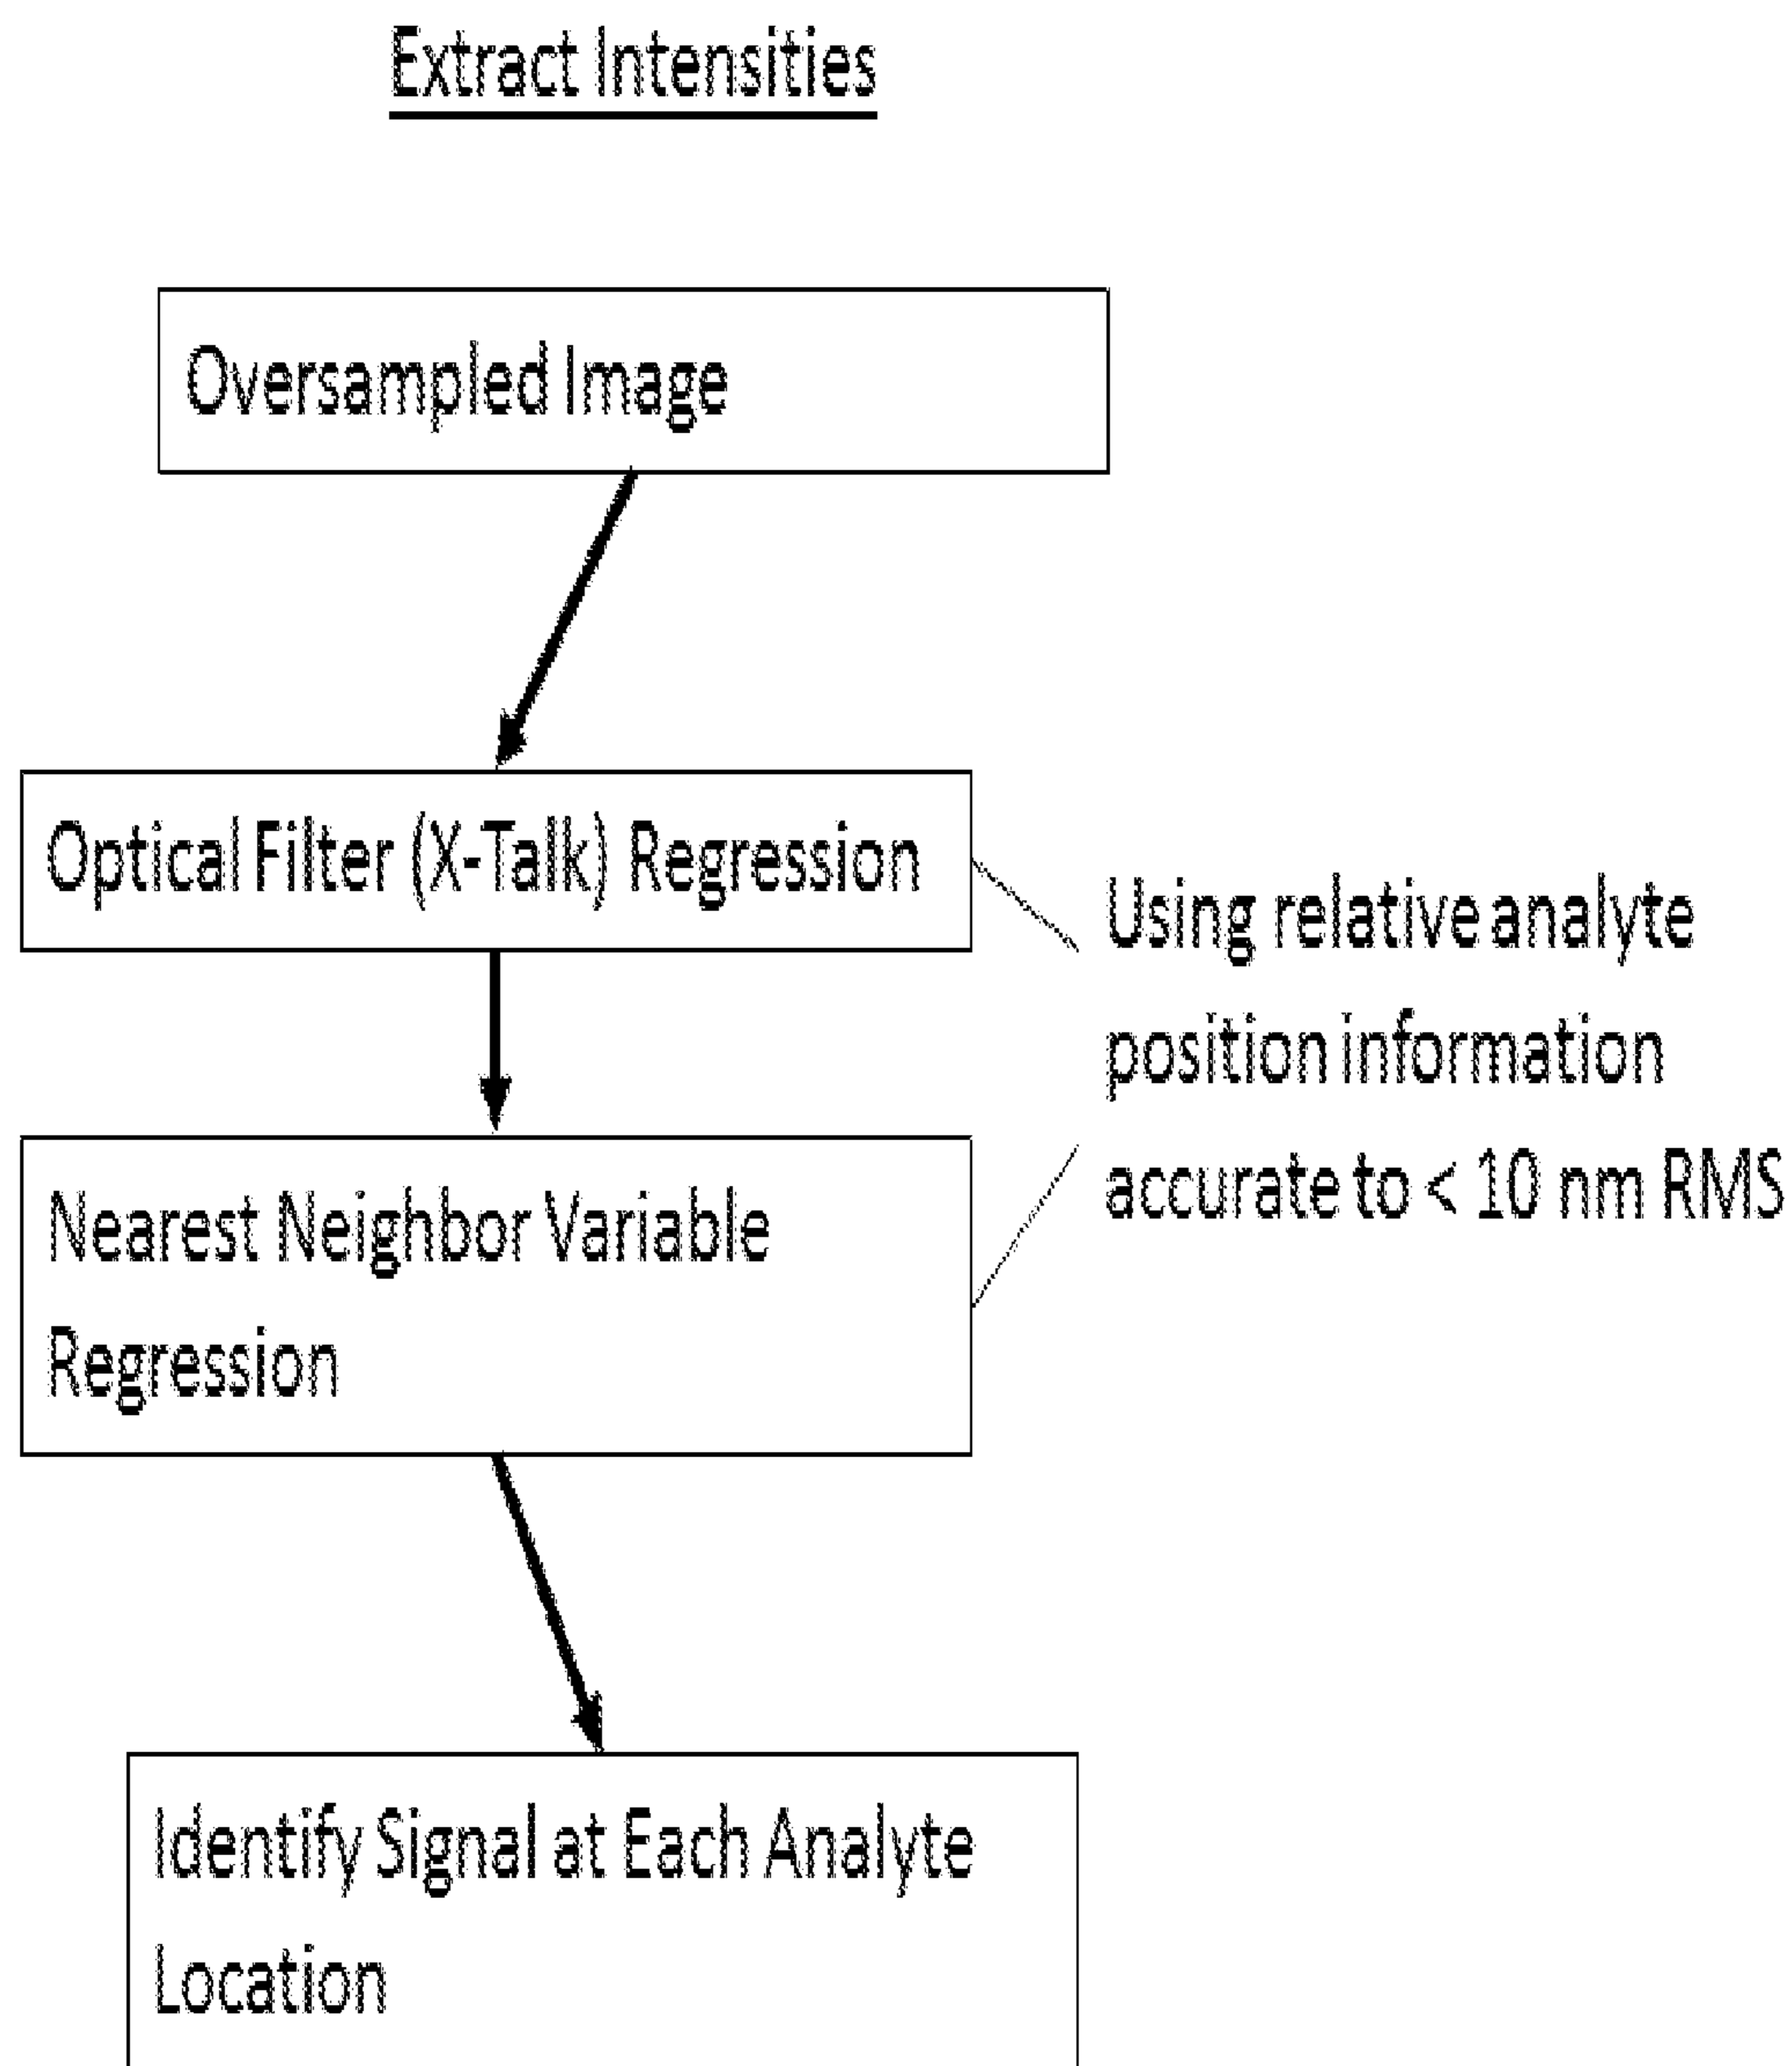 Extract Intensities
Oversampled Image
Optical Filter (X-Talk) Regression
Using relative analyte
position information
accurate to < 10 nm RMS
Nearest Neighbor Variable
Regression
Identify Signal at Each Analyte
Location